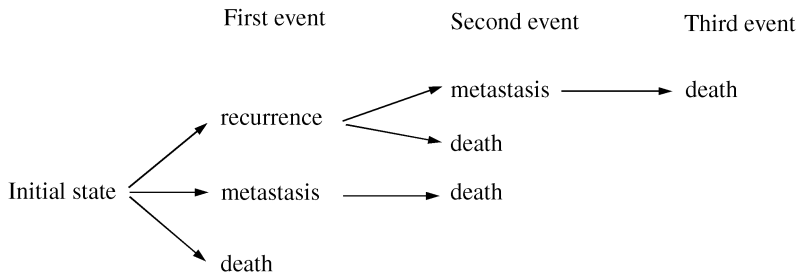 First event
Second event
Third event
metastasis
death
recurrence
death
Initial state
metastasis
death
death